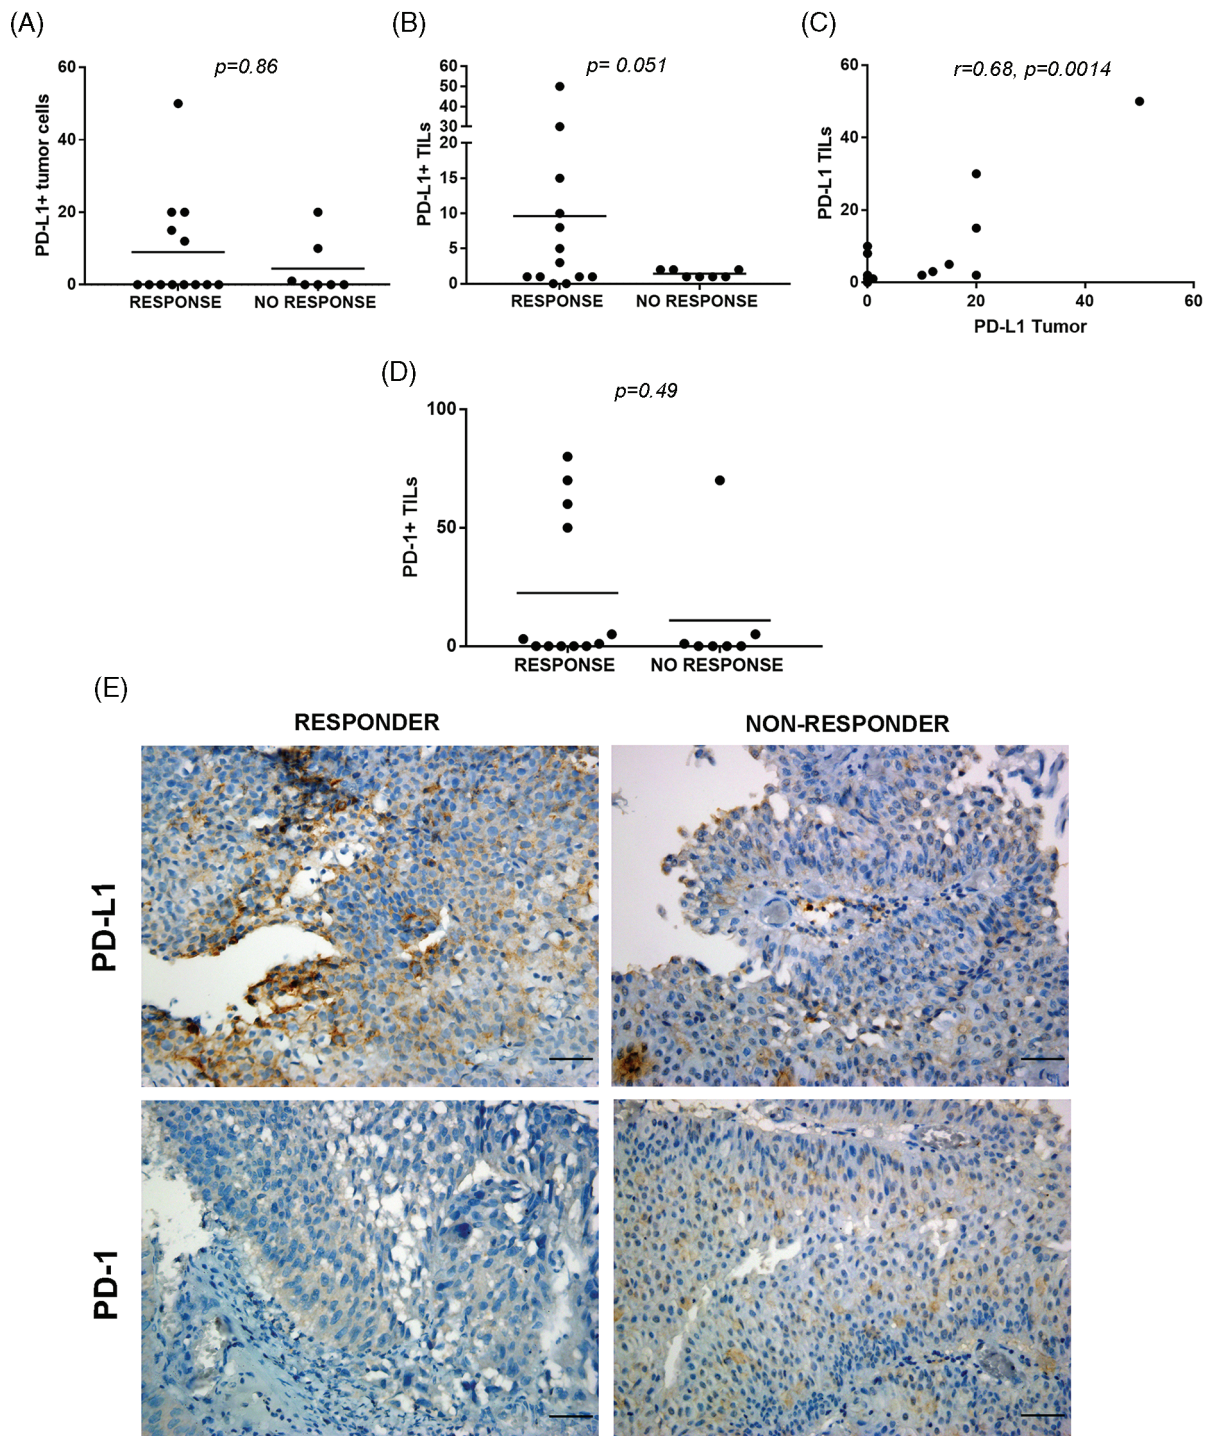 (A)
p=0.86
PD-L1+ tumor cells
60
40
20
0
RESPONSE
NO RESPONSE
(B)
p= 0.051
PD-L1+ TILs
60
50
40
30
20
15
10
5
0
RESPONSE
NO RESPONSE
(C)
r=0.68, p=0.0014
PD-L1 TILs
60
40
20
0
0
20
40
60
PD-L1 Tumor
(D)
p=0.49
PD-1+ TILs
100
50
0
RESPONSE
NO RESPONSE
(E)
RESPONDER
NON-RESPONDER
PD-L1
PD-1